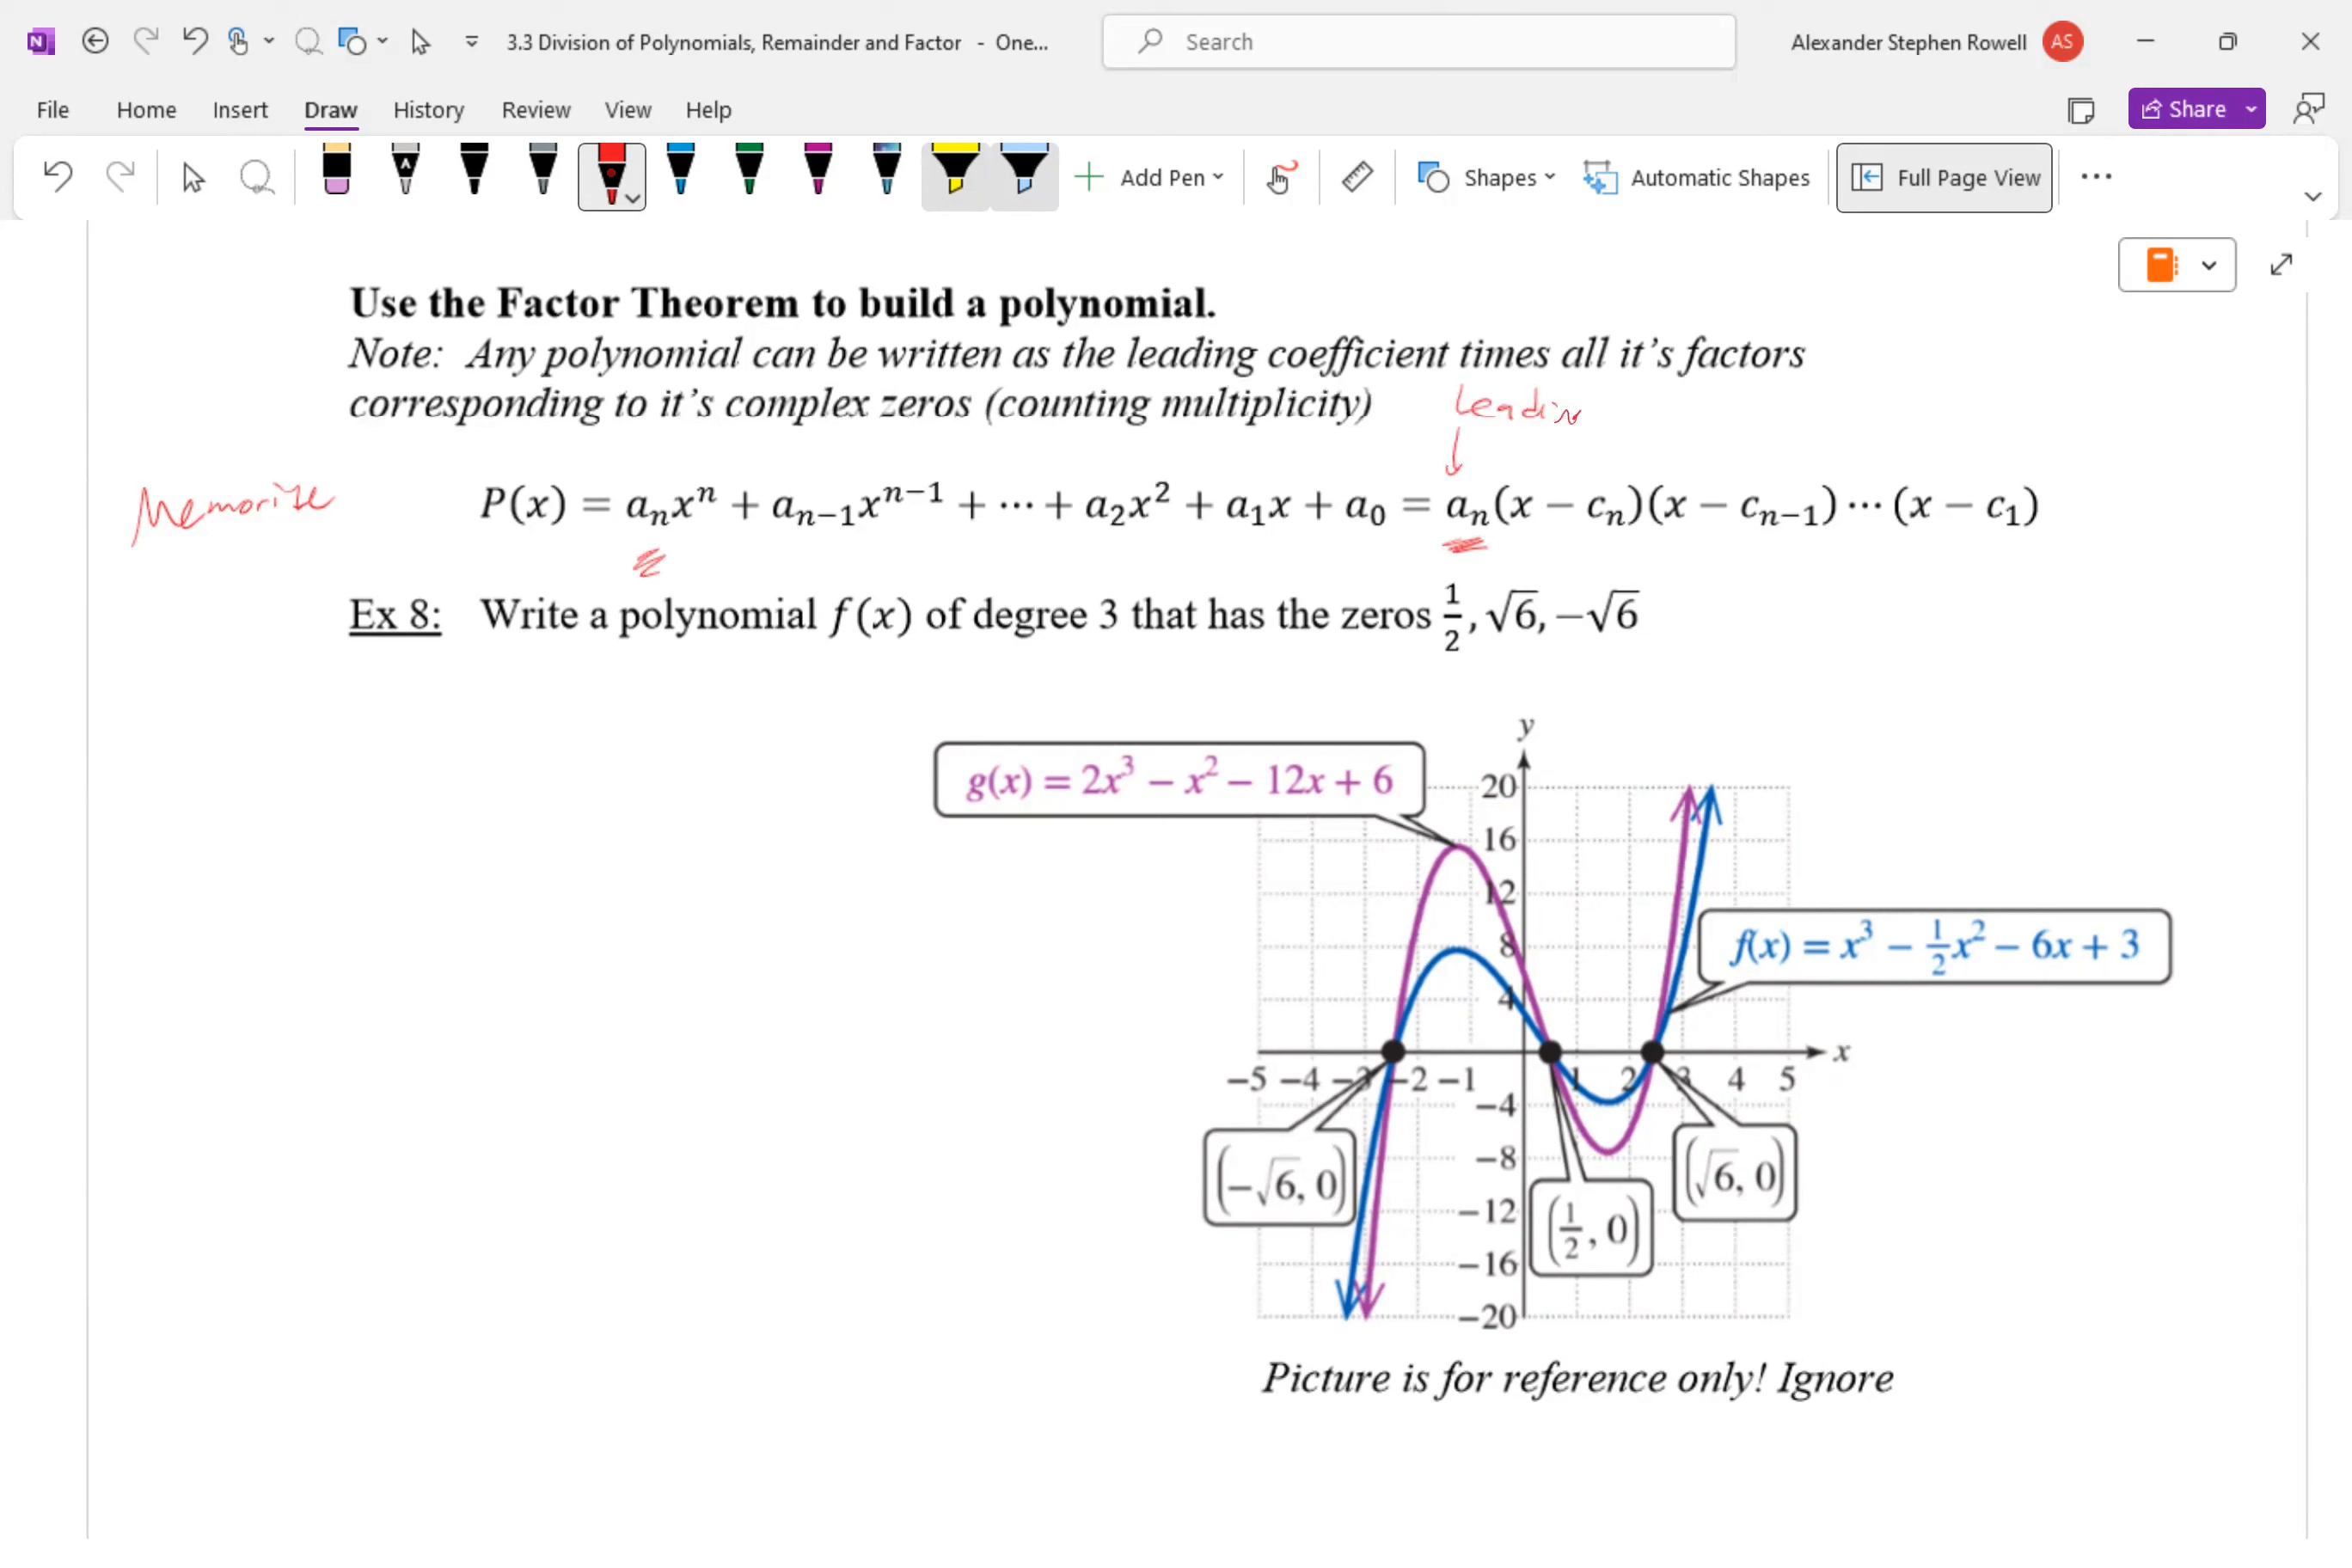 3.3 Division of Polynomials, Remainder and Factor - One...
Search
Alexander Stephen Rowell
AS
File Home Insert Draw History Review View Help
Share
Add Pen
Shapes
Automatic Shapes
Full Page View
Use the Factor Theorem to build a polynomial.
Note: Any polynomial can be written as the leading coefficient times all it's factors
corresponding to it's complex zeros (counting multiplicity)
Memorize
P(x) = aₙxⁿ + aₙ₋₁xⁿ⁻¹ + ⋯ + a₂x² + a₁x + a₀ = aₙ(x − cₙ)(x − cₙ₋₁) ⋯ (x − c₁)
Ex 8: Write a polynomial f(x) of degree 3 that has the zeros 1/2, √6, −√6
y
g(x) = 2x³ − x² − 12x + 6
20
16
12
8
f(x) = x³ − 1/2x² − 6x + 3
4
x
−5 −4 −3 −2 −1 1 2 3 4 5
−4
−8
(−√6, 0)
(√6, 0)
−12
(1/2, 0)
−16
−20
Picture is for reference only! Ignore